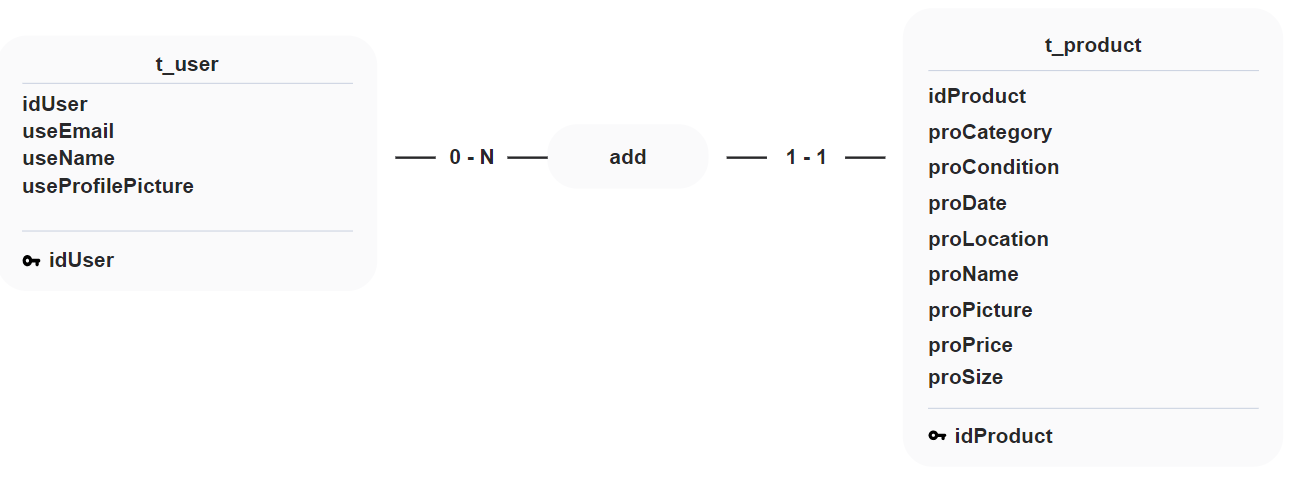 t_user
idUser
useEmail
useName
useProfilePicture
idUser
0 - N
add
1 - 1
t_product
idProduct
proCategory
proCondition
proDate
proLocation
proName
proPicture
proPrice
proSize
idProduct